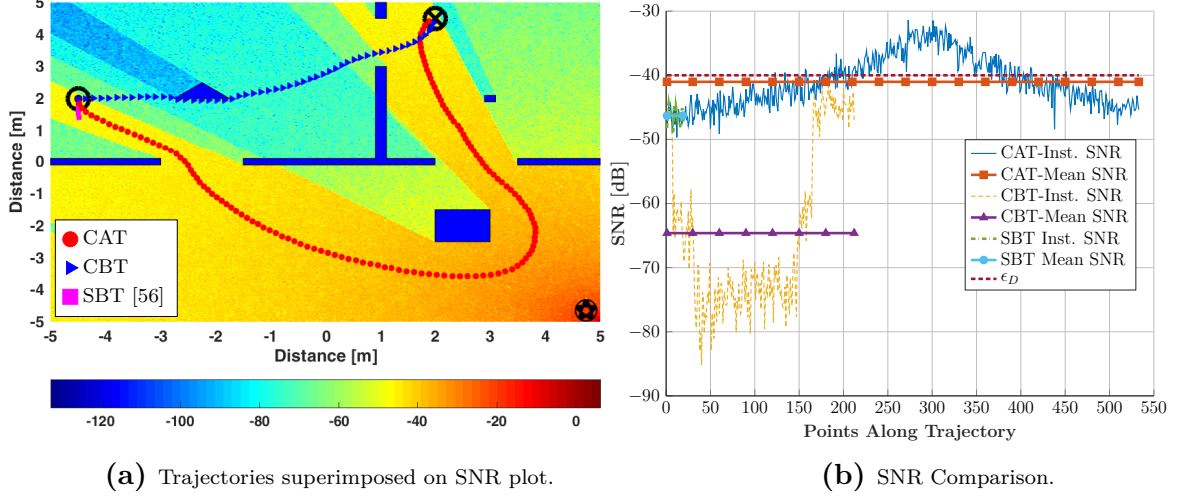 5
4
3
2
1
0
-1
-2
-3
-4
-5
Distance [m]
CAT
CBT
SBT [56]
-5 -4 -3 -2 -1 0 1 2 3 4 5
Distance [m]
-120 -100 -80 -60 -40 -20 0
(a) Trajectories superimposed on SNR plot.
−30
−40
−50
−60
−70
−80
−90
SNR [dB]
CAT-Inst. SNR
CAT-Mean SNR
CBT-Inst. SNR
CBT-Mean SNR
SBT Inst. SNR
SBT Mean SNR
ϵD
0 50 100 150 200 250 300 350 400 450 500 550
Points Along Trajectory
(b) SNR Comparison.